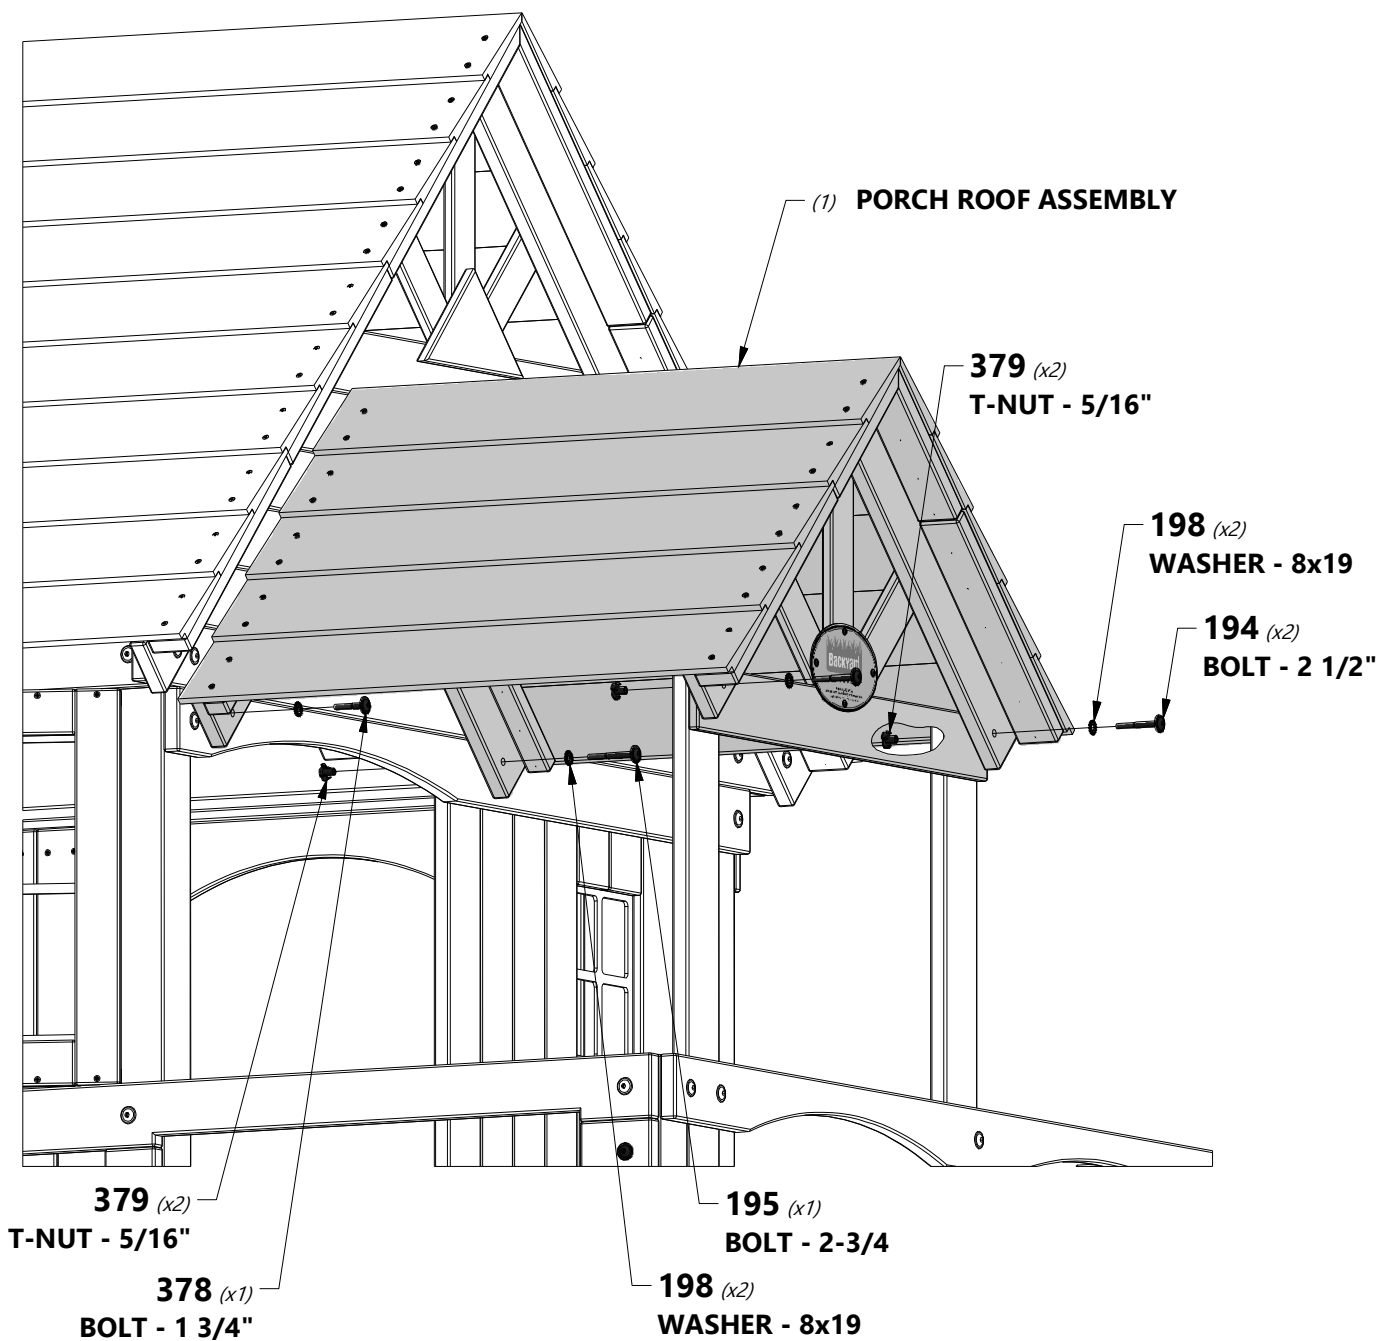 (1) PORCH ROOF ASSEMBLY
379 (x2)
T-NUT - 5/16"
198 (x2)
WASHER - 8x19
194 (x2)
BOLT - 2 1/2"
Backyard
379 (x2)
T-NUT - 5/16"
195 (x1)
BOLT - 2-3/4
378 (x1)
BOLT - 1 3/4"
198 (x2)
WASHER - 8x19